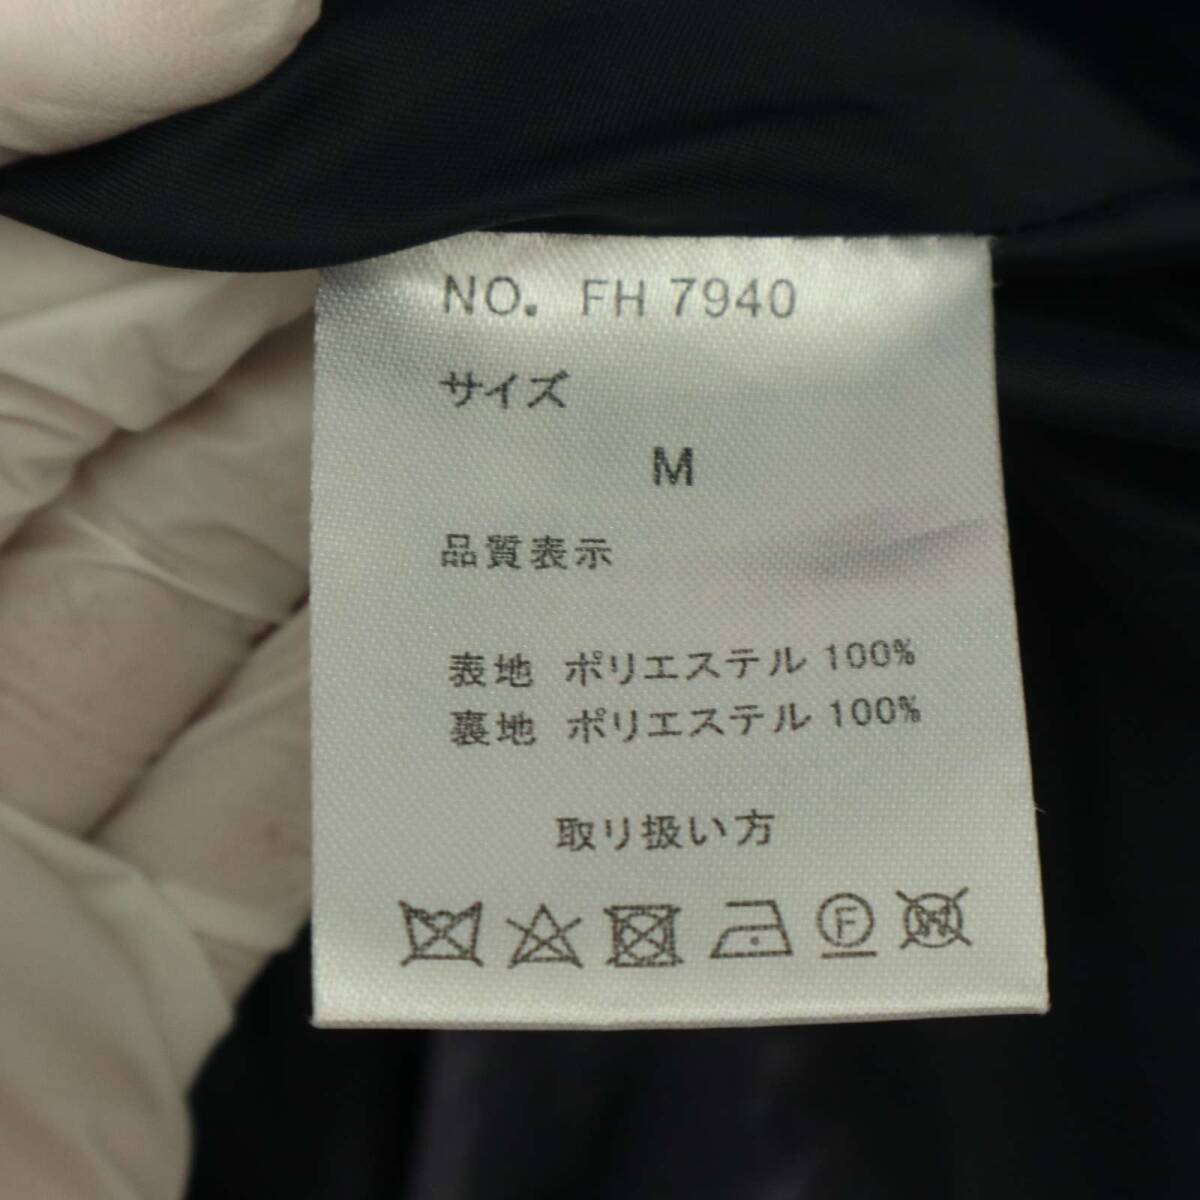 NO. FH 7940
サイズ
M
品質表示
表地 ポリエステル 100%
裏地 ポリエステル 100%
取り扱い方
F W